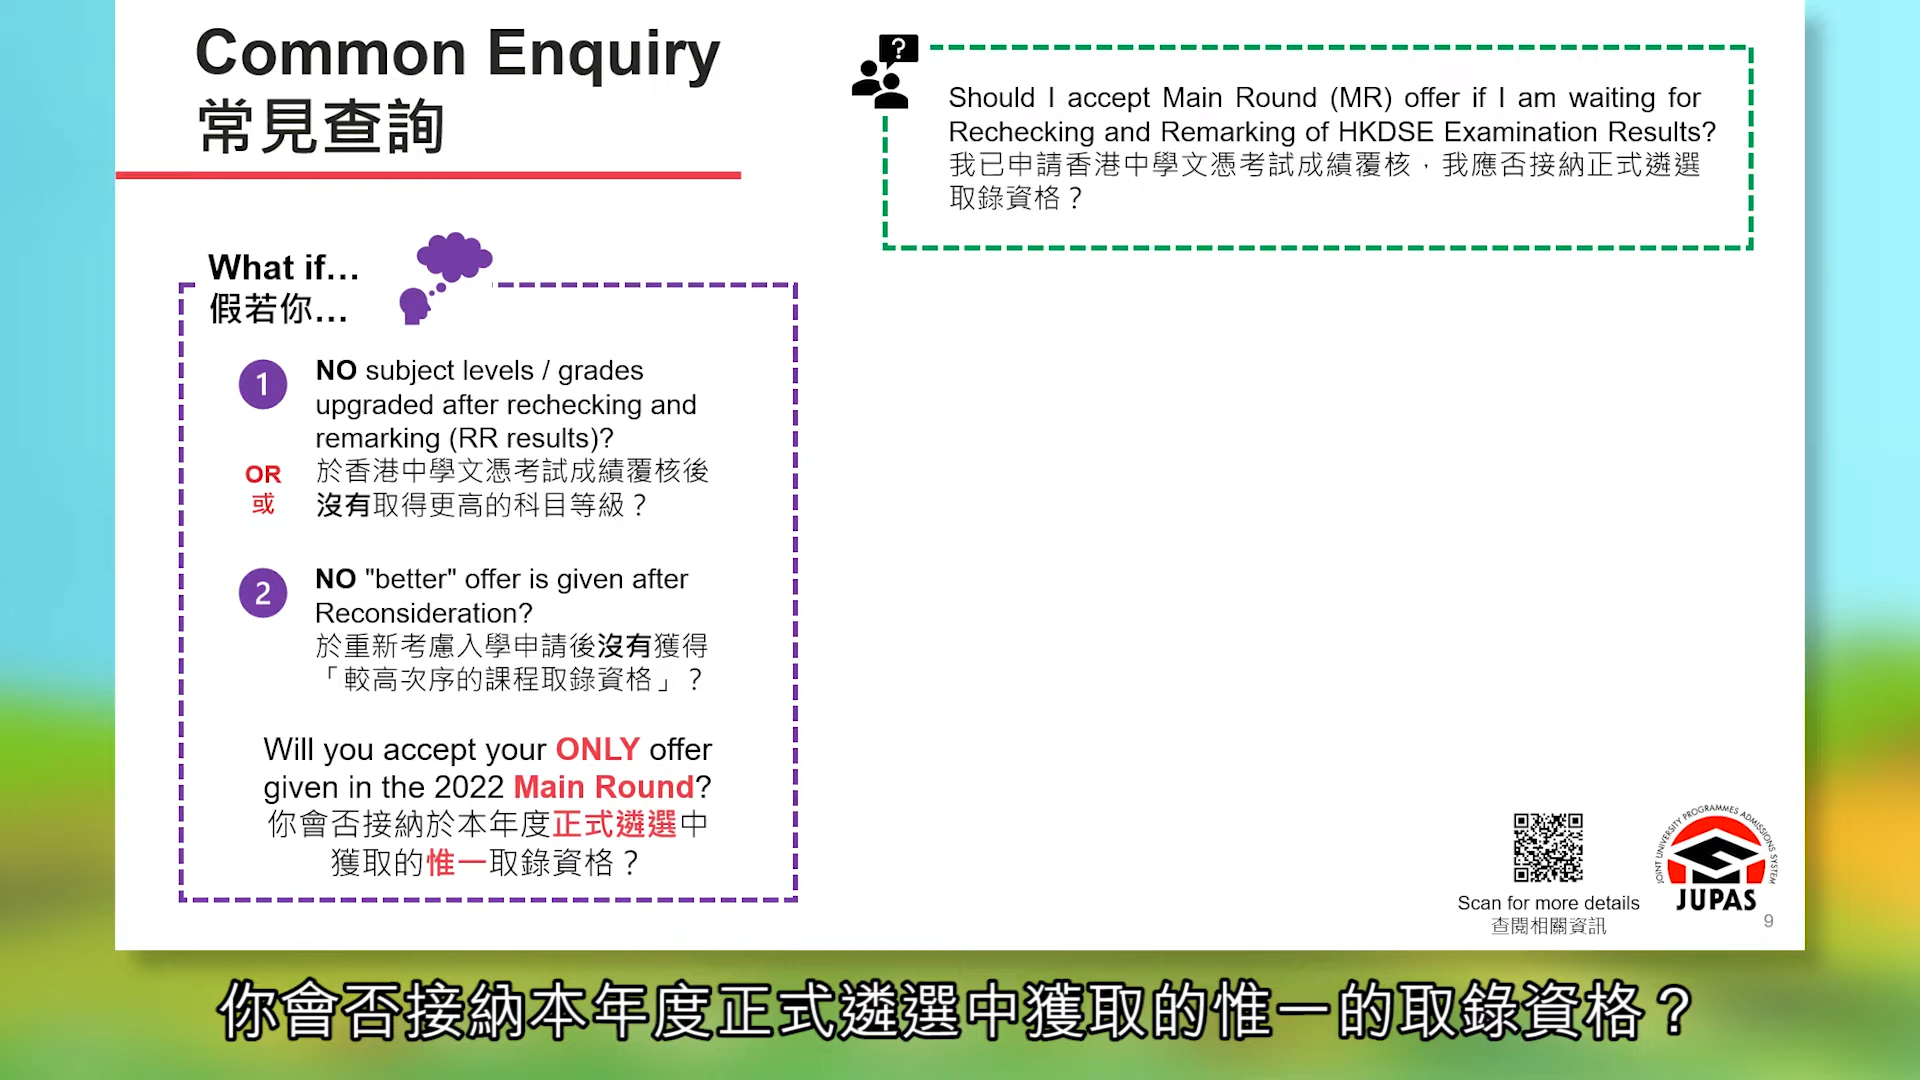 Common Enquiry
常見查詢
?
Should I accept Main Round (MR) offer if I am waiting for
Rechecking and Remarking of HKDSE Examination Results?
我已申請香港中學文憑考試成績覆核，我應否接納正式遴選
取錄資格？
What if...
假若你...
1
NO subject levels / grades
upgraded after rechecking and
remarking (RR results)?
於香港中學文憑考試成績覆核後
沒有取得更高的科目等級？
OR
或
2
NO "better" offer is given after
Reconsideration?
於重新考慮入學申請後沒有獲得
「較高次序的課程取錄資格」？
Will you accept your ONLY offer
given in the 2022 Main Round?
你會否接納於本年度正式遴選中
獲取的惟一取錄資格？
Scan for more details
查閱相關資訊
JOINT UNIVERSITY PROGRAMMES ADMISSIONS SYSTEM
JUPAS
9
你會否接納本年度正式遴選中獲取的惟一的取錄資格？